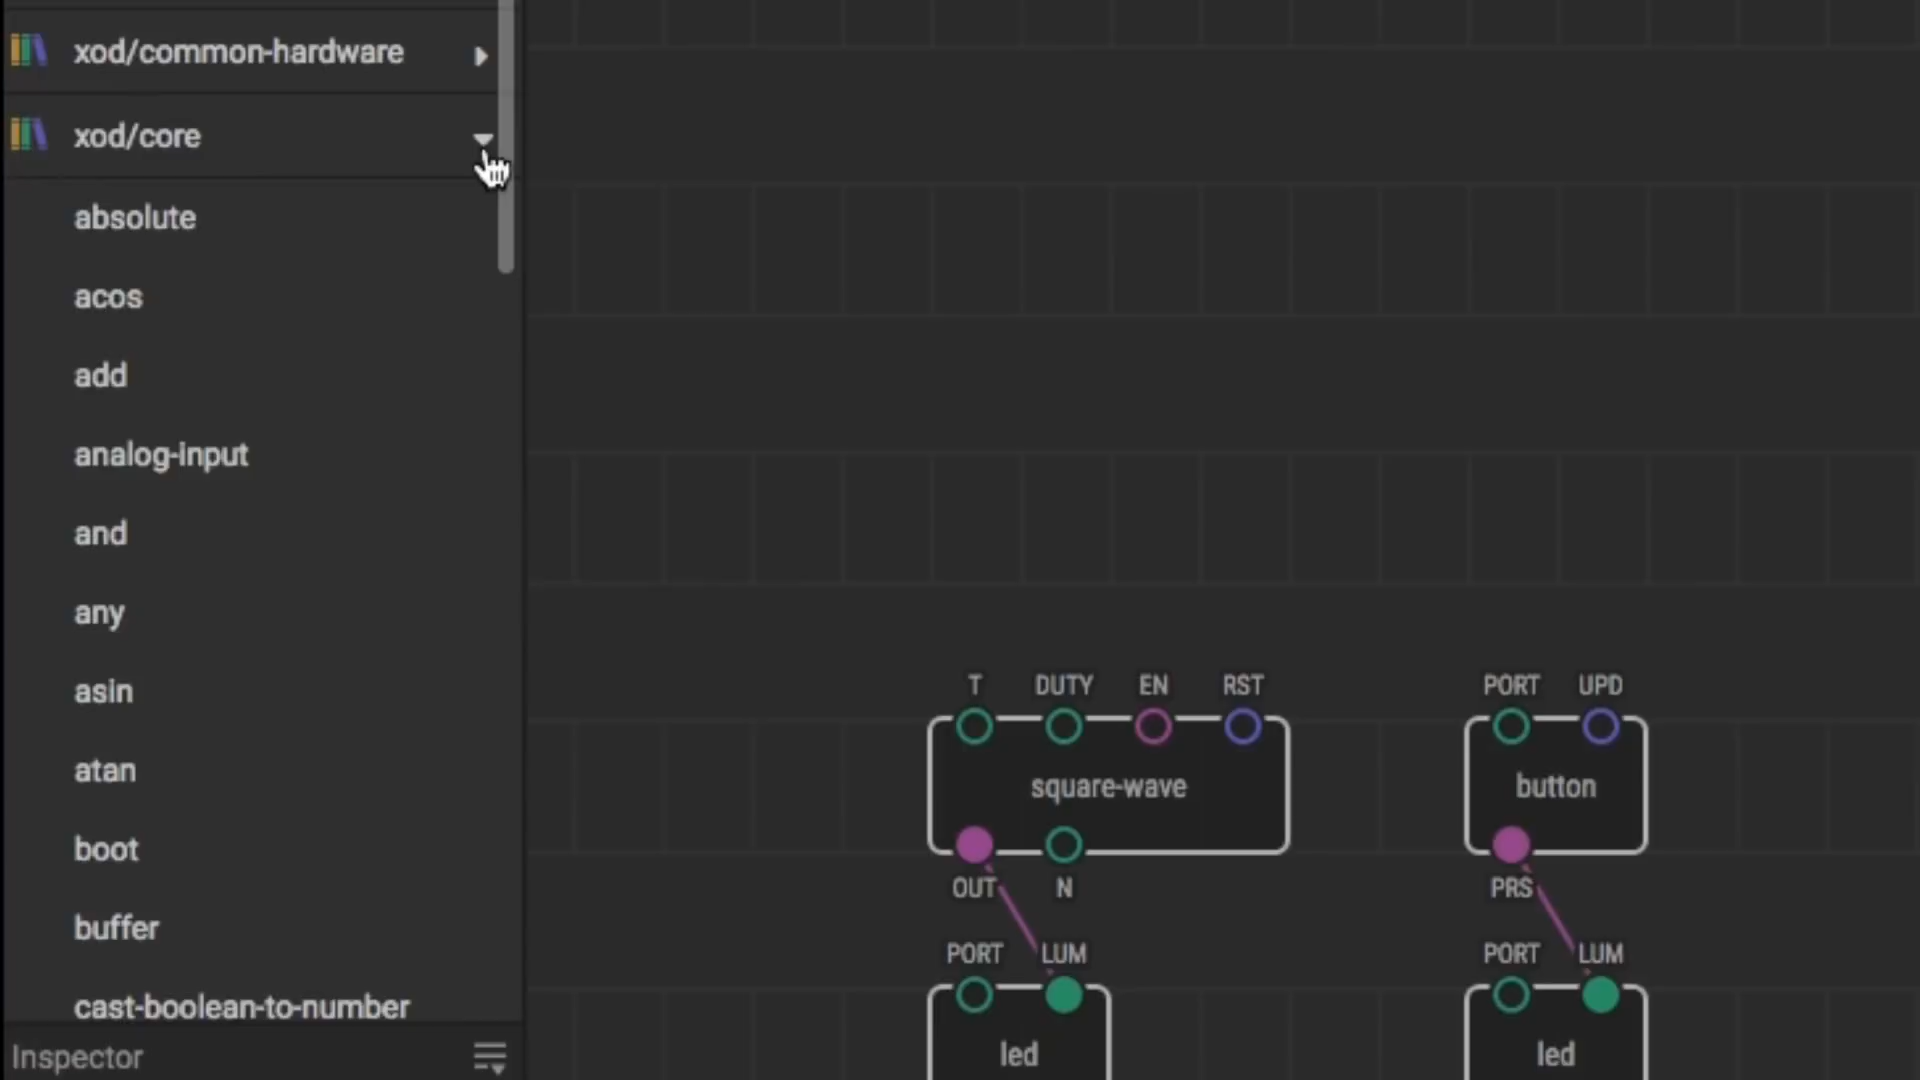 xod/common-hardware
xod/core
absolute
acos
add
analog-input
and
any
asin
atan
boot
buffer
cast-boolean-to-number
Inspector
T DUTY EN RST
square-wave
OUT N
PORT LUM
led
PORT UPD
button
PRS
PORT LUM
led